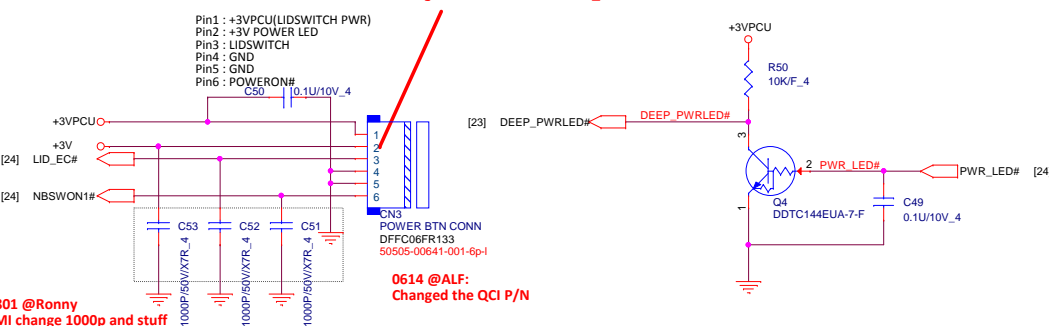 Pin1 : +3VPCU(LIDSWITCH PWR)
Pin2 : +3V POWER LED
Pin3 : LIDSWITCH
Pin4 : GND
Pin5 : GND
Pin6 : POWERON#
C50
0.1U/10V_4
+3VPCU
+3V
[24] LID_EC#
[24] NBSWON1#
1
2
3
4
5
6
CN3
POWER BTN CONN
DFFC06FR133
50505-00641-001-6p-l
C53
1000P/50V/X7R_4
C52
1000P/50V/X7R_4
C51
1000P/50V/X7R_4
0614 @ALF:
Changed the QCI P/N
801 @Ronny
MI change 1000p and stuff
+3VPCU
R50
10K/F_4
[23] DEEP_PWRLED#
DEEP_PWRLED#
3
2
PWR_LED#
PWR_LED# [24
1
Q4
DDTC144EUA-7-F
C49
0.1U/10V_4